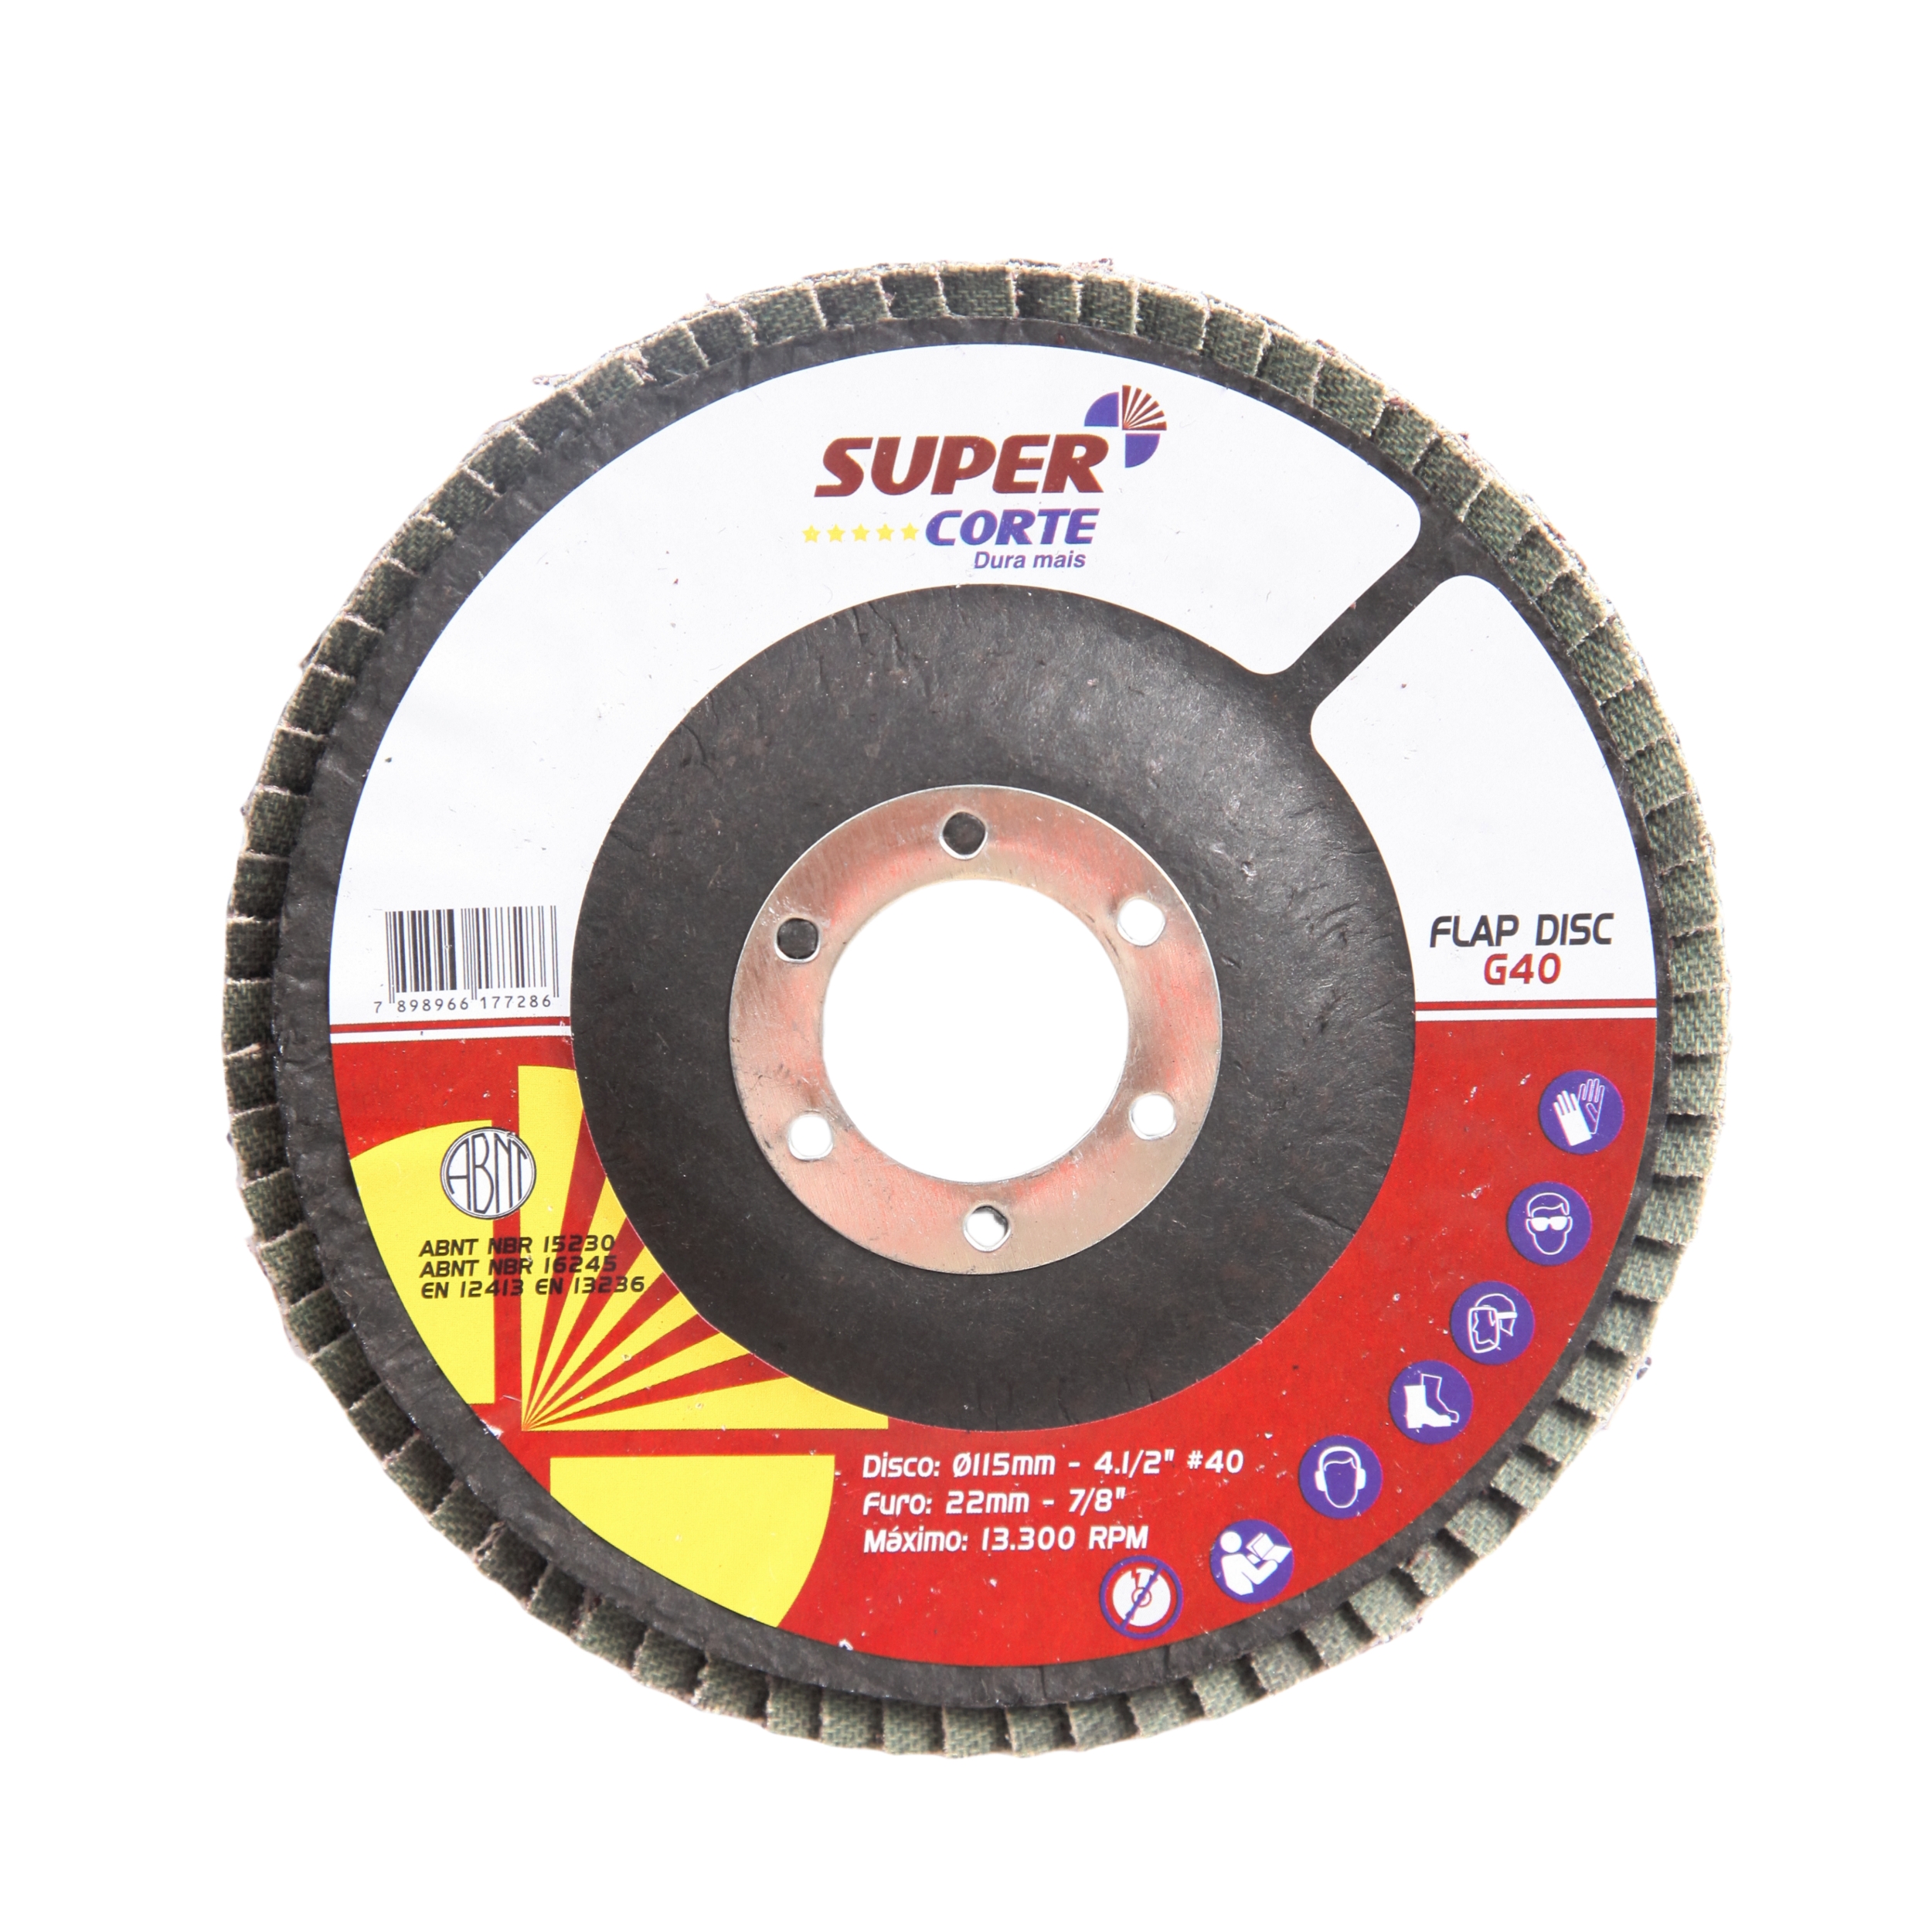 SUPER
CORTE
Dura mais
FLAP DISC
G40
7 898966 177286
ABNT
ABNT NBR 15230
ABNT NBR 16245
EN 12413 EN 13236
Disco: Ø115mm - 4.1/2" #40
Furo: 22mm - 7/8"
Máximo: 13.300 RPM